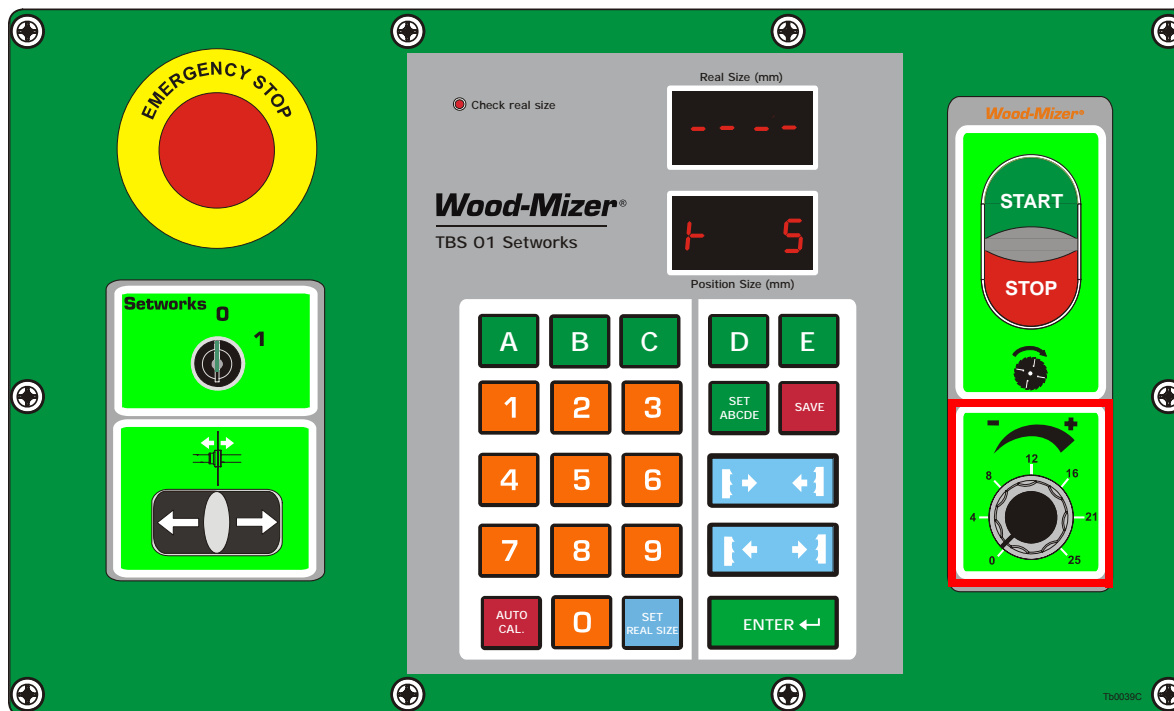 EMERGENCY STOP
Real Size (mm)
Check real size
- - - -
Wood-Mizer®
TBS 01 Setworks
⊢ 5
Position Size (mm)
Setworks
0
1
A B C D E
1 2 3 SET ABCDE SAVE
4 5 6
7 8 9
AUTO CAL. 0 SET REAL SIZE ENTER
Wood-Mizer®
START
STOP
- +
0 4 8 12 16 21 25
Tb0039C